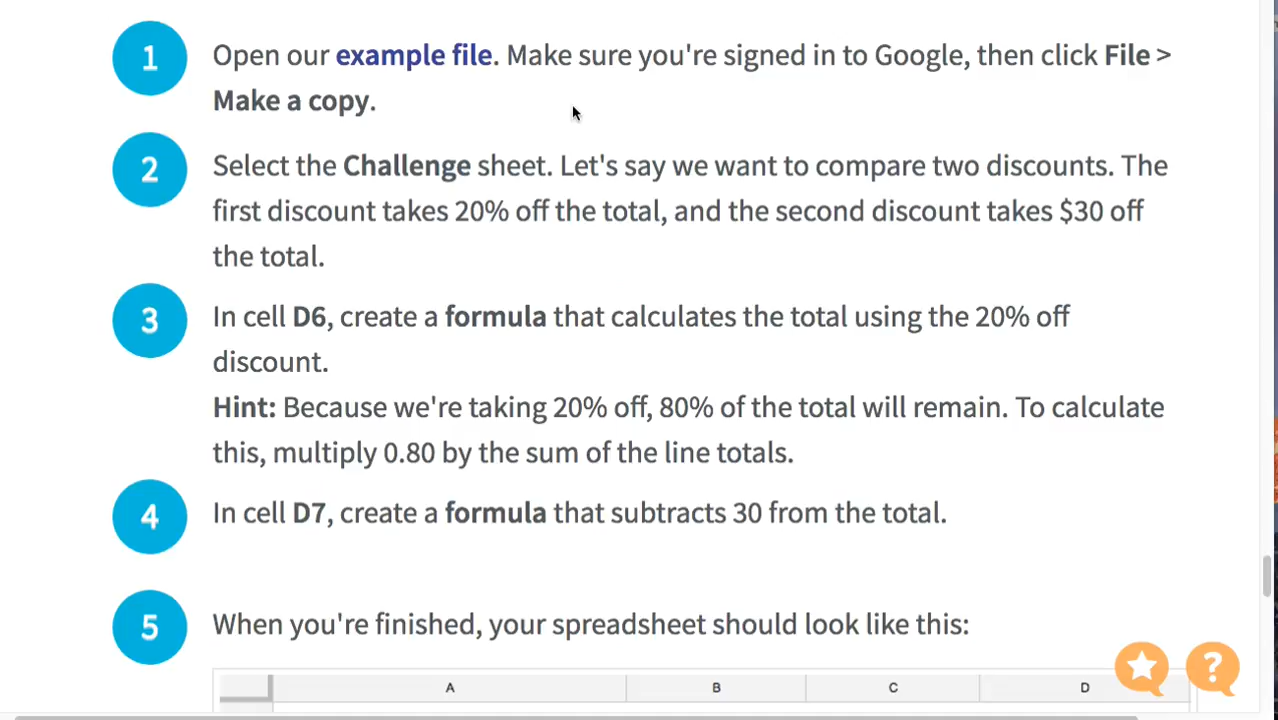 1 Open our example file. Make sure you're signed in to Google, then click File >
Make a copy.
2 Select the Challenge sheet. Let's say we want to compare two discounts. The
first discount takes 20% off the total, and the second discount takes $30 off
the total.
3 In cell D6, create a formula that calculates the total using the 20% off
discount.
Hint: Because we're taking 20% off, 80% of the total will remain. To calculate
this, multiply 0.80 by the sum of the line totals.
4 In cell D7, create a formula that subtracts 30 from the total.
5 When you're finished, your spreadsheet should look like this:
?
A B C D